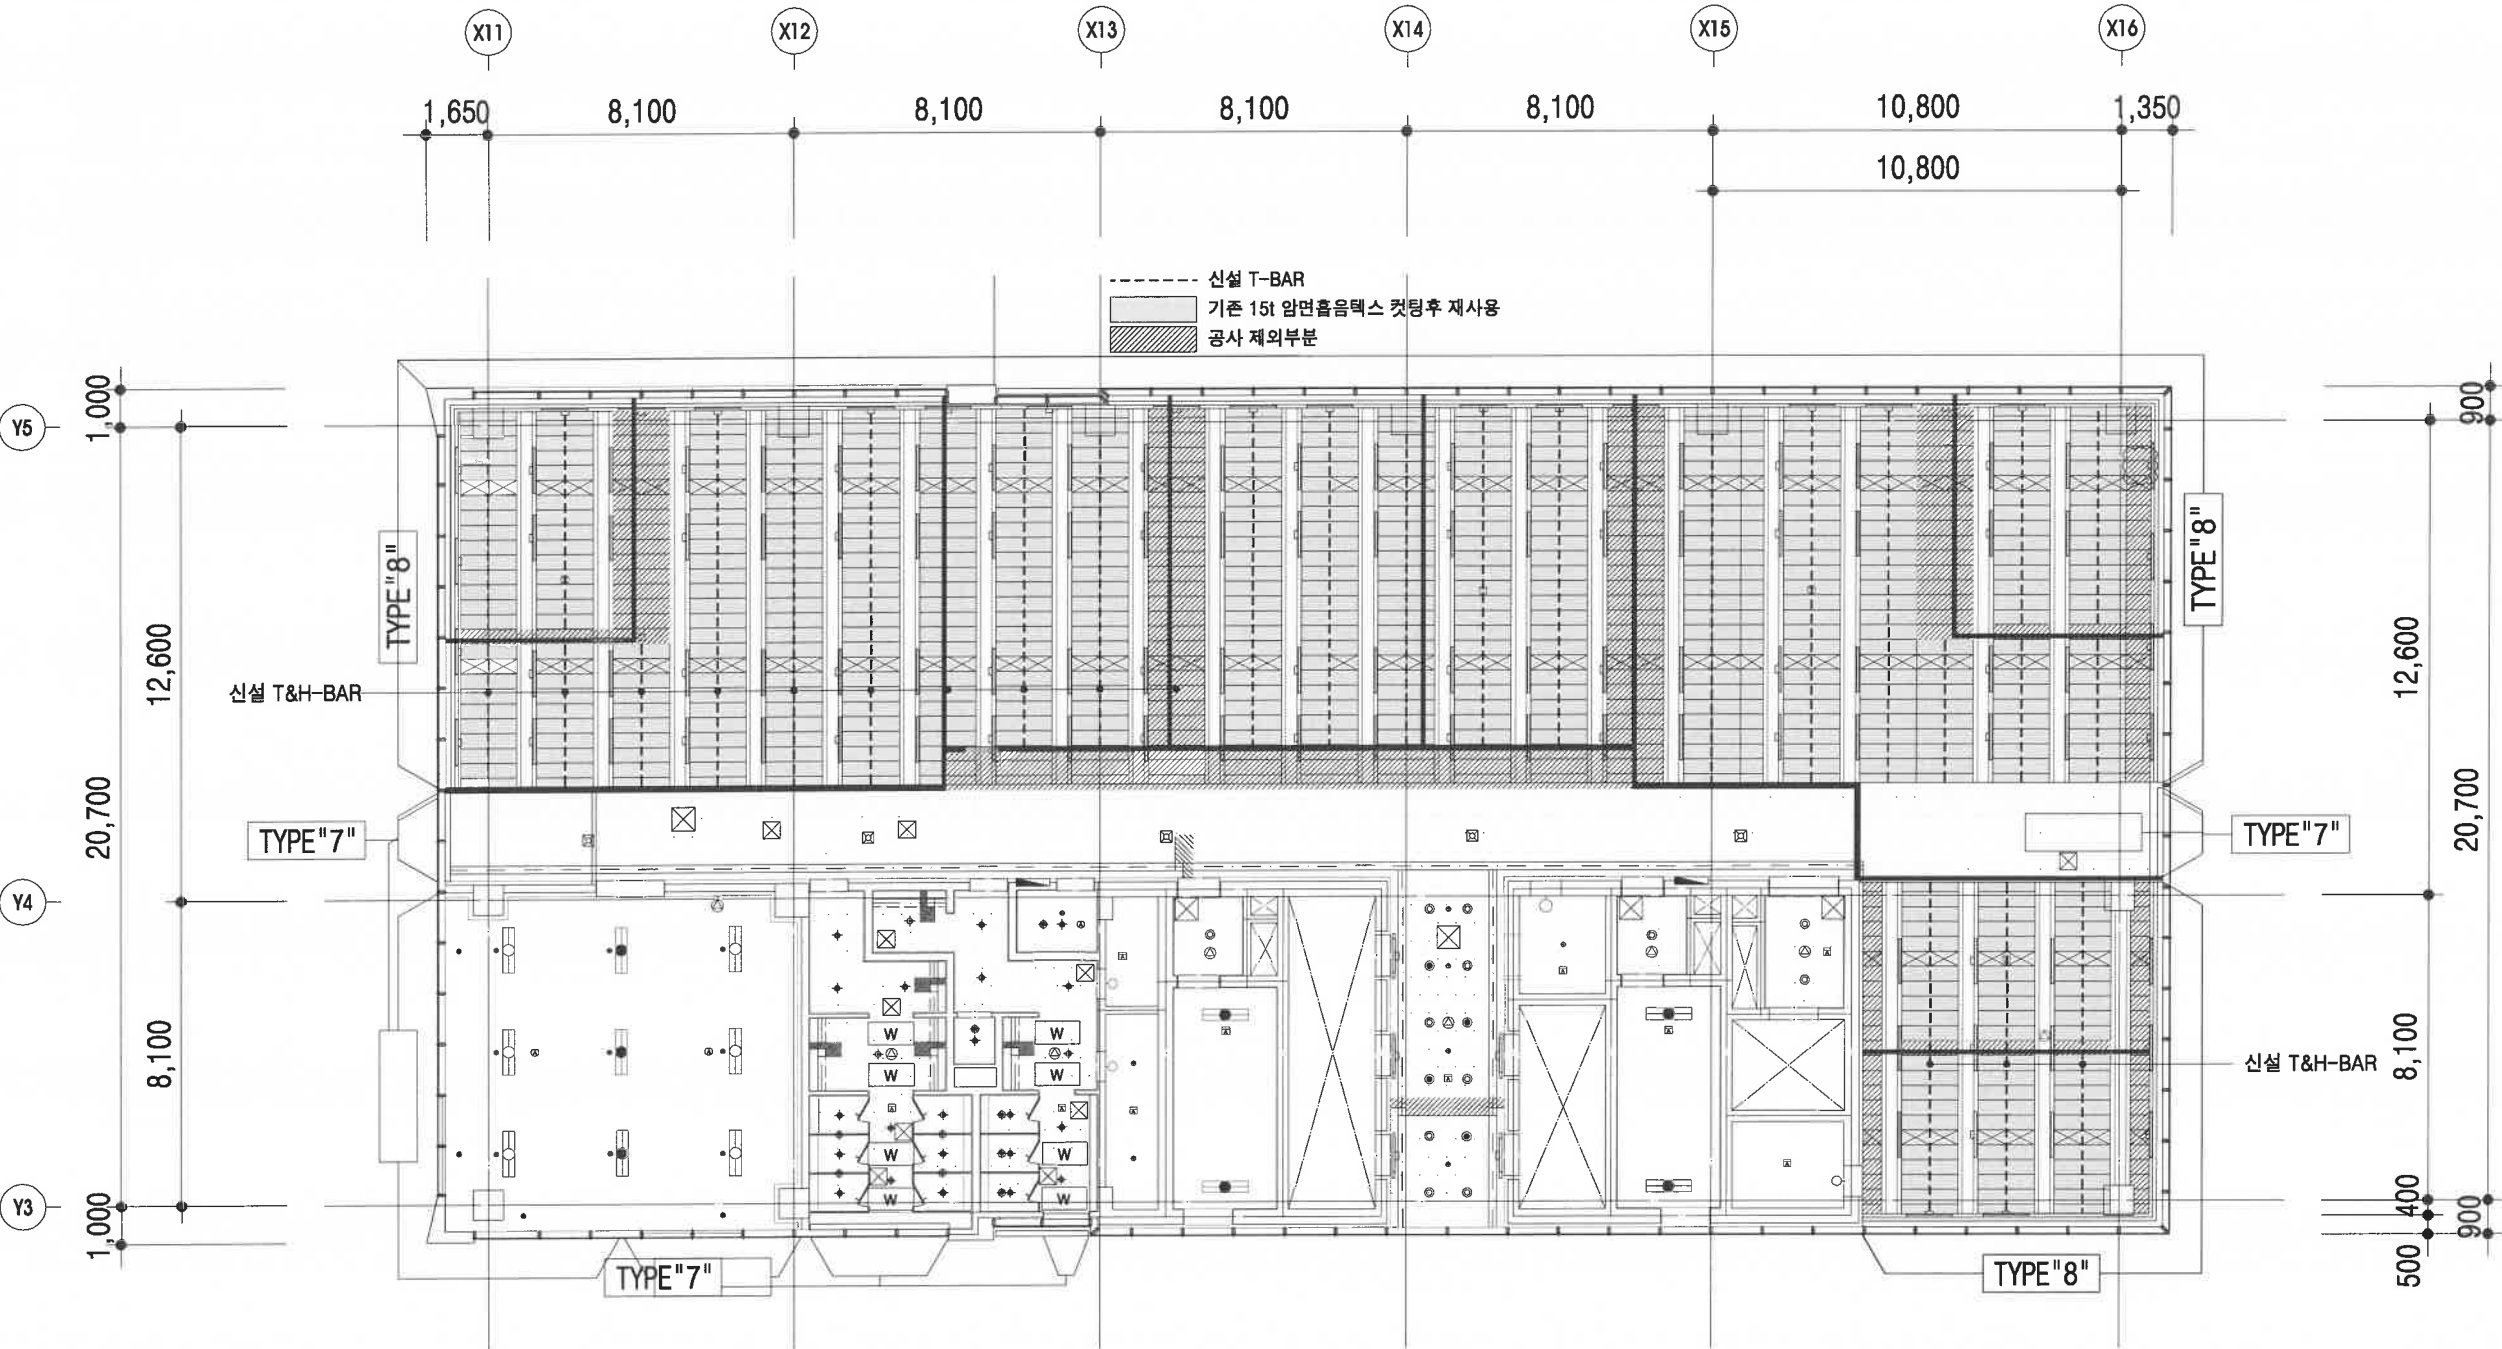 X11 X12 X13 X14 X15 X16
1,650 8,100 8,100 8,100 8,100 10,800 1,350
10,800
신설 T-BAR
기존 15t 암면흡음텍스 컷팅후 재사용
공사 제외부분
1,000
900
Y5
TYPE"8"
TYPE"8"
12,600
12,600
신설 T&H-BAR
20,700
20,700
TYPE"7"
TYPE"7"
Y4
W W
W W
8,100
8,100
신설 T&H-BAR
W W
W W
Y3
1,000
400
900
500
TYPE"7"
TYPE"8"